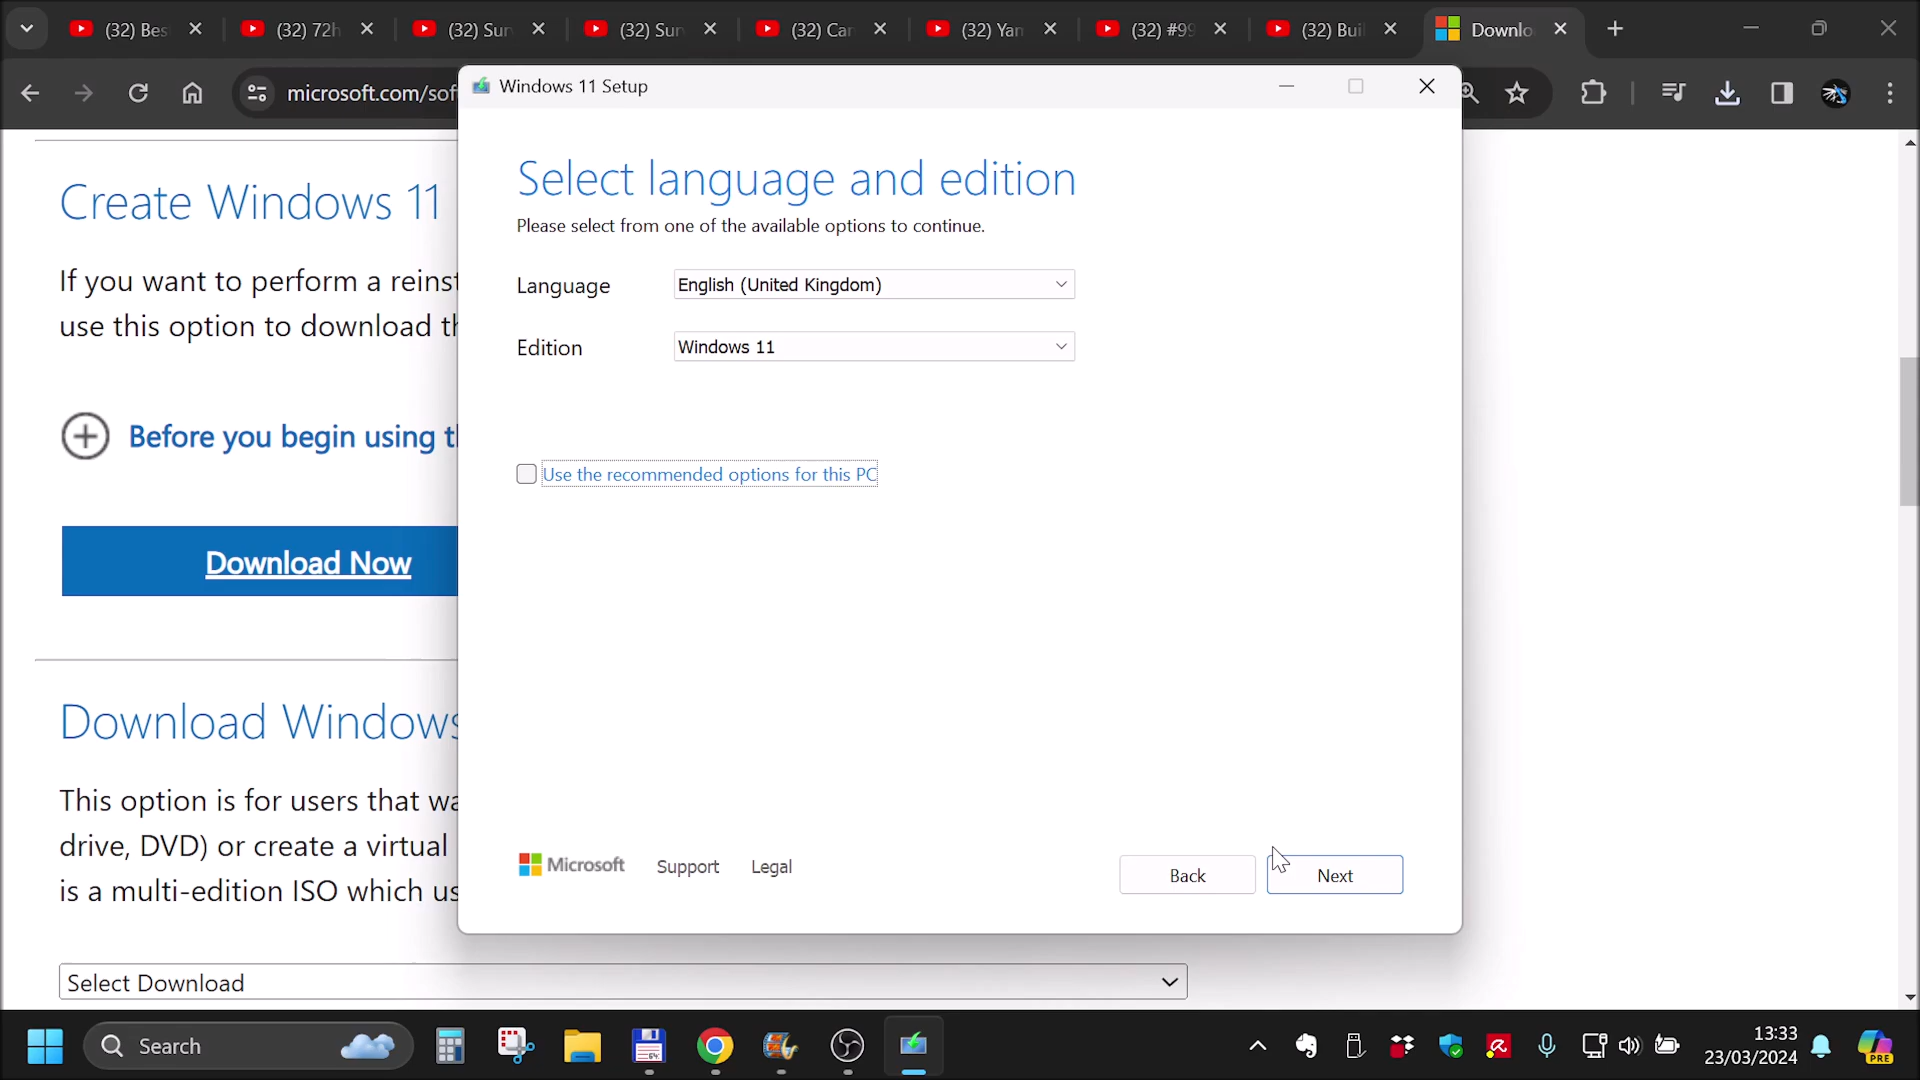 (32) Bes
(32) 72h
(32) Sur
(32)
(32) Car
(32) Yan
(32) #99
(32) Buil
Downlo
microsoft.com/sof
Windows 11 Setup
Select language and edition
Please select from one of the available options to continue.
Language
English (United Kingdom)
Edition
Windows 11
Use the recommended options for this PC
Microsoft
Support
Legal
Back
Next
Create Windows 11
If you want to perform a reinst
use this option to download th
Before you begin using t
Download Now
Download Windows
This option is for users that wa
drive, DVD) or create a virtual
is a multi-edition ISO which us
Select Download
Search
64
13:33
23/03/2024
PRE